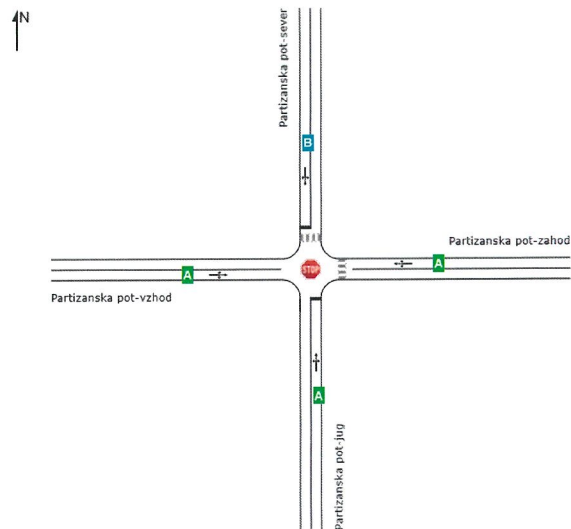 N
Partizanska pot-sever
B
Partizanska pot-zahod
A
STOP
A
Partizanska pot-vzhod
A
Partizanska pot-jug